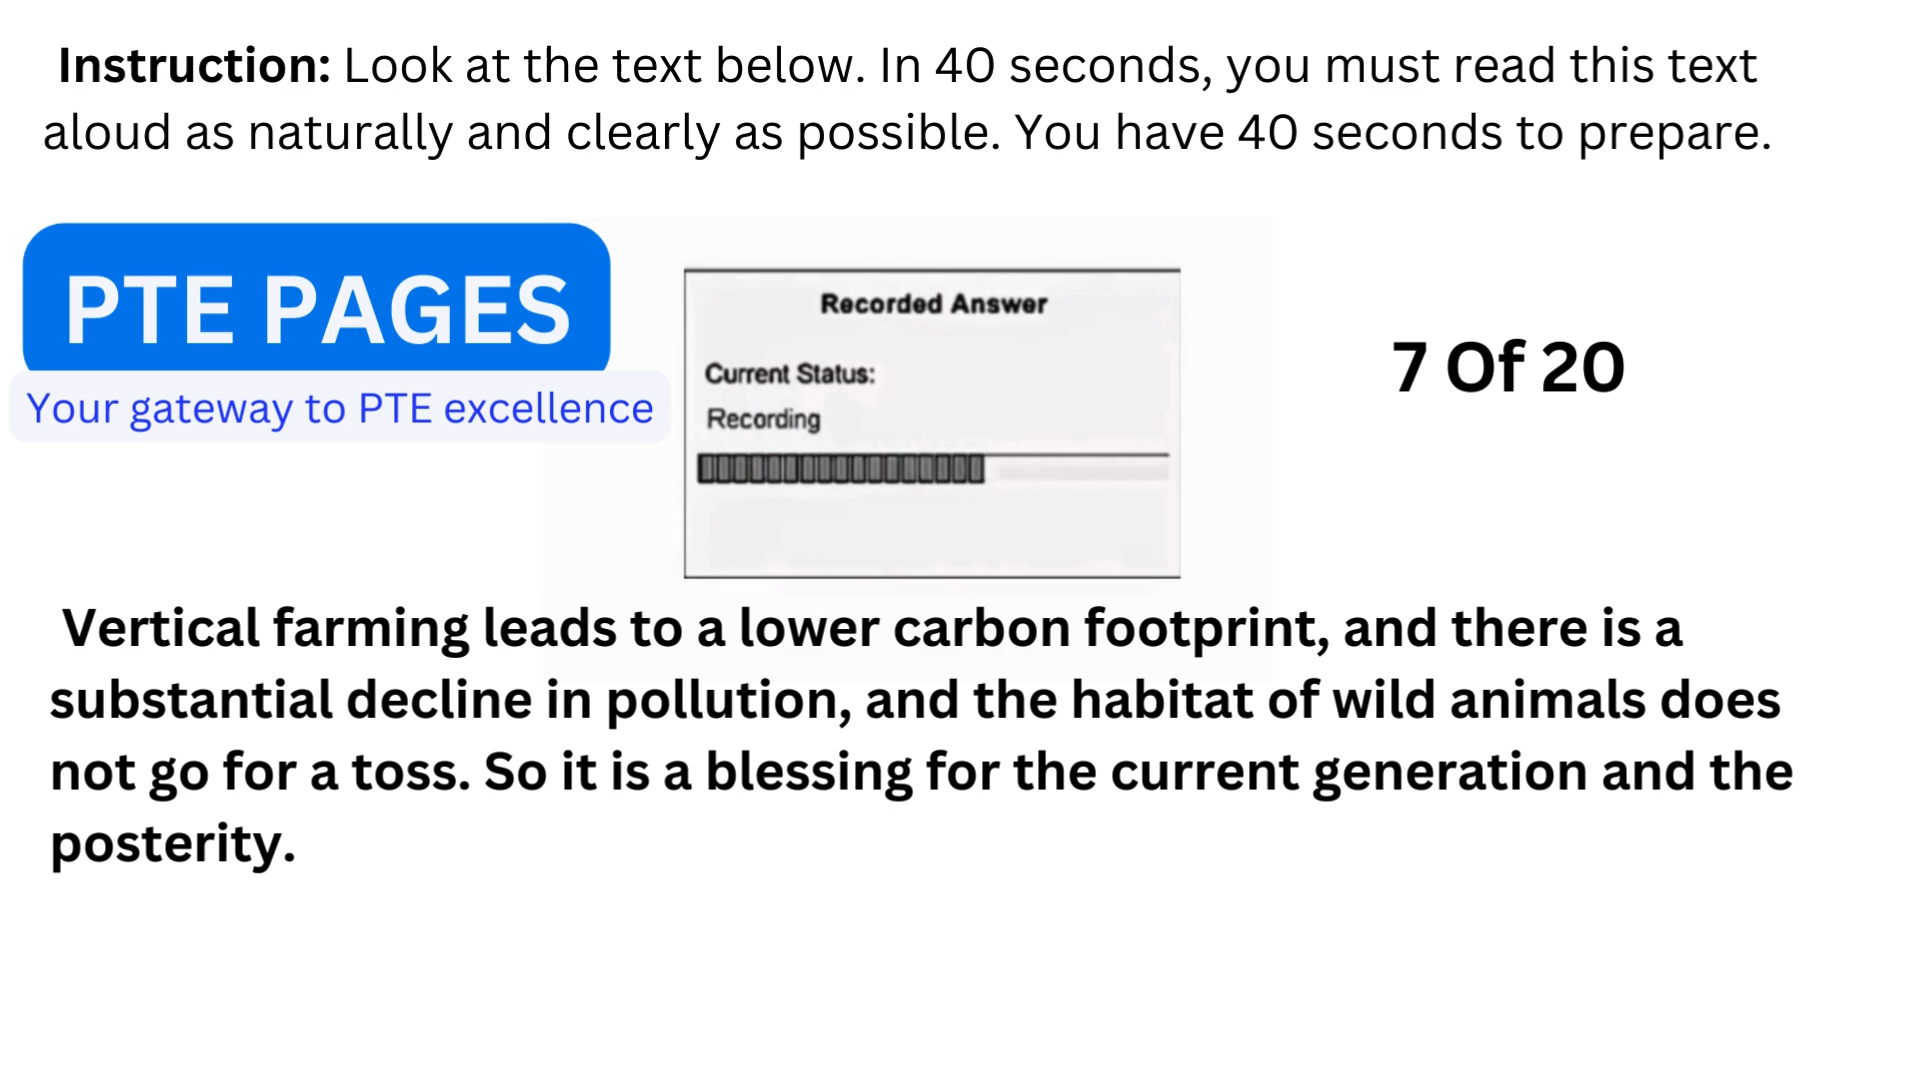 Instruction: Look at the text below. In 40 seconds, you must read this text
aloud as naturally and clearly as possible. You have 40 seconds to prepare.
PTE PAGES
Your gateway to PTE excellence
Recorded Answer
Current Status:
Recording
7 Of 20
Vertical farming leads to a lower carbon footprint, and there is a
substantial decline in pollution, and the habitat of wild animals does
not go for a toss. So it is a blessing for the current generation and the
posterity.